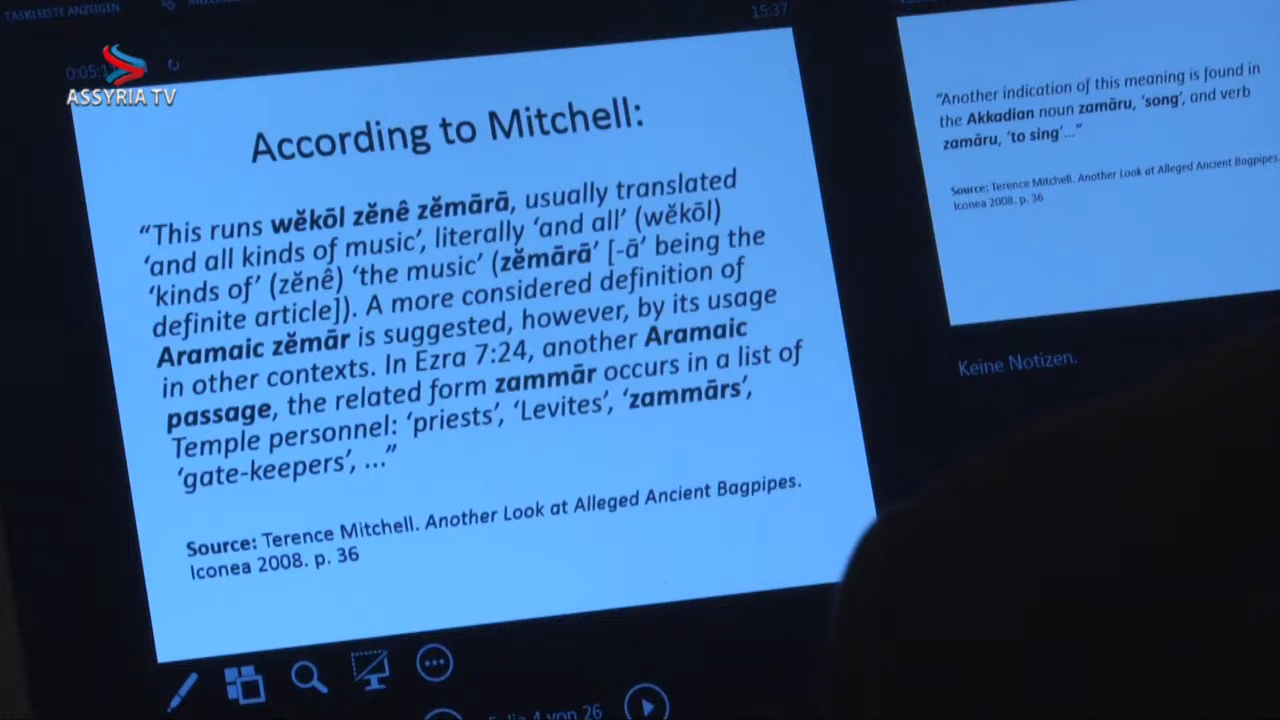 TASKLEISTE ANZEIGEN
15:37
ASSYRIA TV
According to Mitchell:
“This runs wĕkōl zĕnê zĕmārā, usually translated
‘and all kinds of music’, literally ‘and all’ (wĕkōl)
‘kinds of’ (zĕnê) ‘the music’ (zĕmārā’ [-ā’ being the
definite article]). A more considered definition of
Aramaic zĕmār is suggested, however, by its usage
in other contexts. In Ezra 7:24, another Aramaic
passage, the related form zammār occurs in a list of
Temple personnel: ‘priests’, ‘Levites’, ‘zammārs’,
‘gate-keepers’, ...”
Source: Terence Mitchell. Another Look at Alleged Ancient Bagpipes.
Iconea 2008. p. 36
4 von 26
“Another indication of this meaning is found in
the Akkadian noun zamāru, ‘song’, and verb
zamāru, ‘to sing’...”
Source: Terence Mitchell. Another Look at Alleged Ancient Bagpipes.
Iconea 2008. p. 36
Keine Notizen.